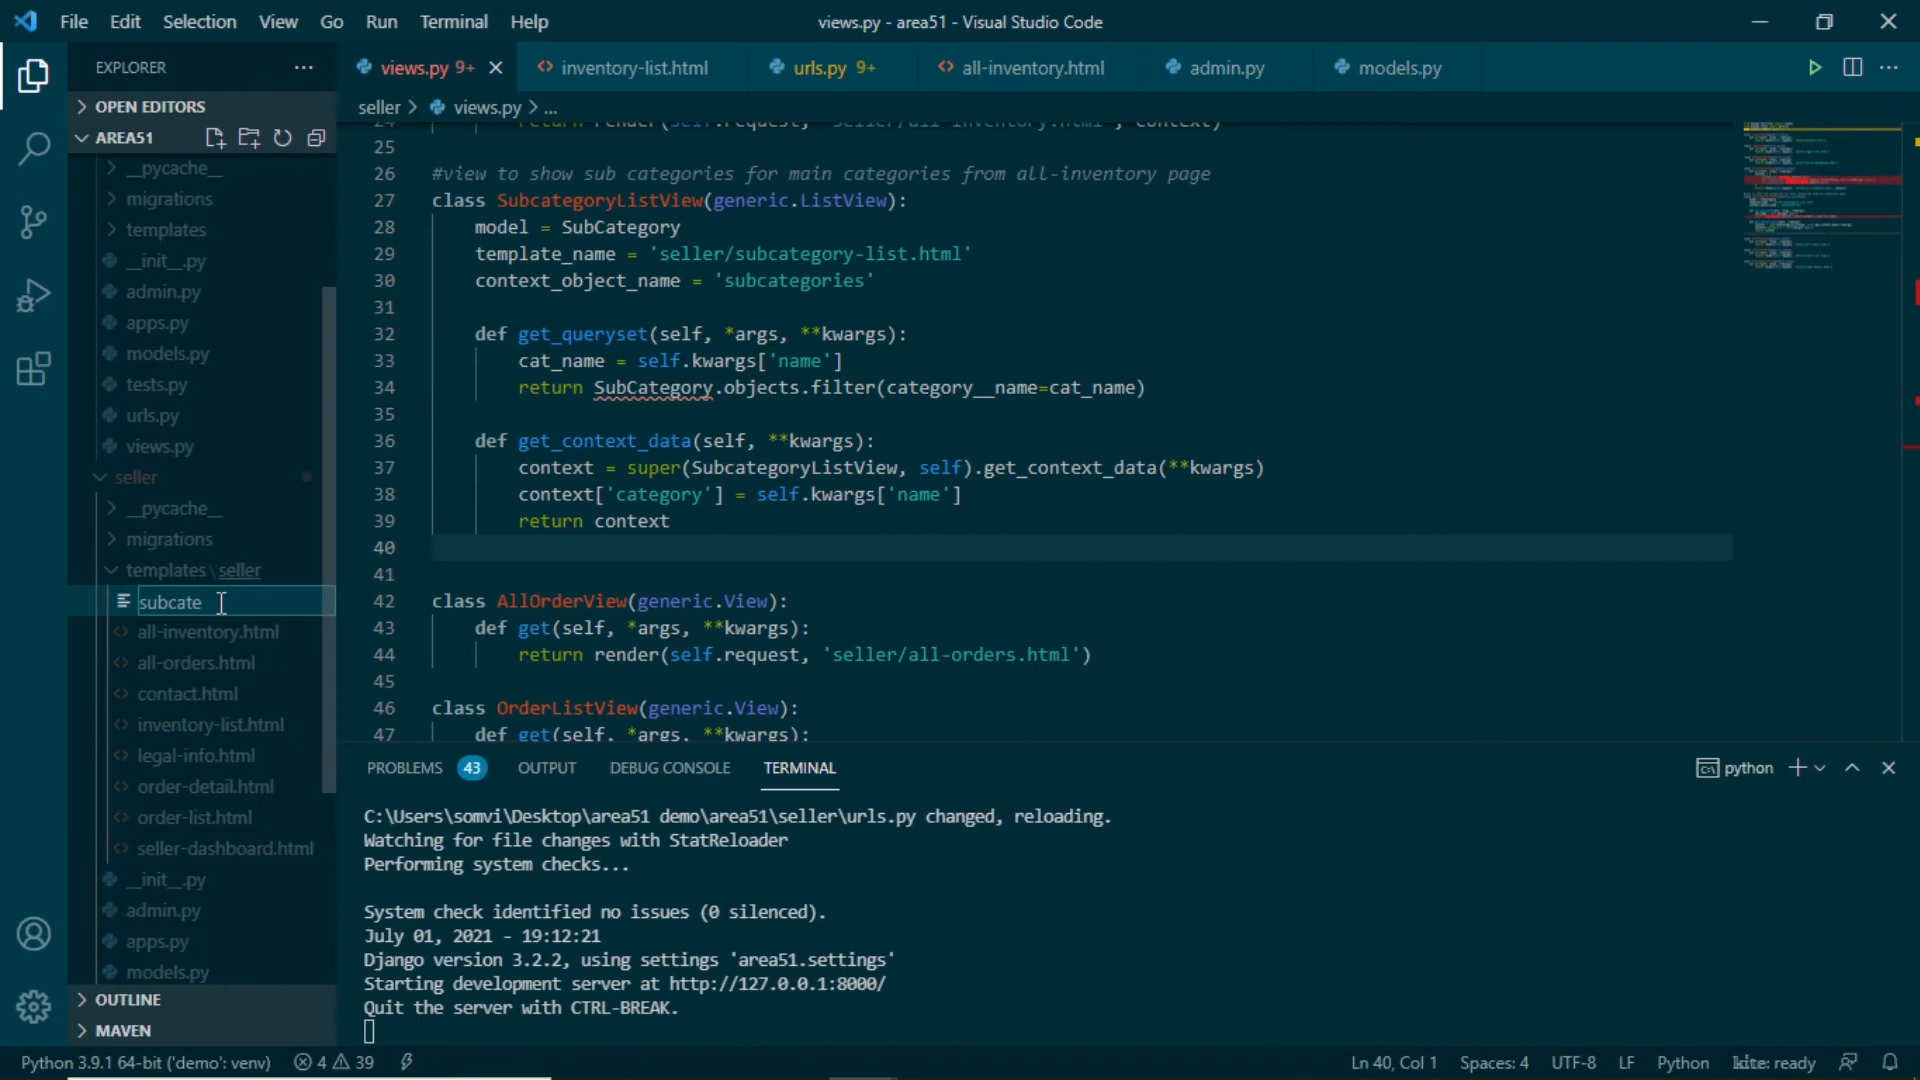 File Edit Selection View Go Run Terminal Help
views.py - area51 - Visual Studio Code
EXPLORER
views.py 9+
inventory-list.html
urls.py 9+
all-inventory.html
admin.py
models.py
OPEN EDITORS
seller > views.py > ...
AREA51
__pycache__
migrations
templates
__init__.py
admin.py
apps.py
models.py
tests.py
urls.py
views.py
seller
__pycache__
migrations
templates \ seller
subcate
all-inventory.html
all-orders.html
contact.html
inventory-list.html
legal-info.html
order-detail.html
order-list.html
seller-dashboard.html
__init__.py
admin.py
apps.py
models.py
OUTLINE
MAVEN
24 return render(self.request, 'seller/all-inventory.html', context)
25
26 #view to show sub categories for main categories from all-inventory page
27 class SubcategoryListView(generic.ListView):
28 model = SubCategory
29 template_name = 'seller/subcategory-list.html'
30 context_object_name = 'subcategories'
31
32 def get_queryset(self, *args, **kwargs):
33 cat_name = self.kwargs['name']
34 return SubCategory.objects.filter(category__name=cat_name)
35
36 def get_context_data(self, **kwargs):
37 context = super(SubcategoryListView, self).get_context_data(**kwargs)
38 context['category'] = self.kwargs['name']
39 return context
40
41
42 class AllOrderView(generic.View):
43 def get(self, *args, **kwargs):
44 return render(self.request, 'seller/all-orders.html')
45
46 class OrderListView(generic.View):
47 def get(self, *args, **kwargs):
PROBLEMS 43 OUTPUT DEBUG CONSOLE TERMINAL
python
C:\Users\somvi\Desktop\area51 demo\area51\seller\urls.py changed, reloading.
Watching for file changes with StatReloader
Performing system checks...
System check identified no issues (0 silenced).
July 01, 2021 - 19:12:21
Django version 3.2.2, using settings 'area51.settings'
Starting development server at http://127.0.0.1:8000/
Quit the server with CTRL-BREAK.
Python 3.9.1 64-bit ('demo': venv) 4 39
Ln 40, Col 1 Spaces: 4 UTF-8 LF Python kite: ready